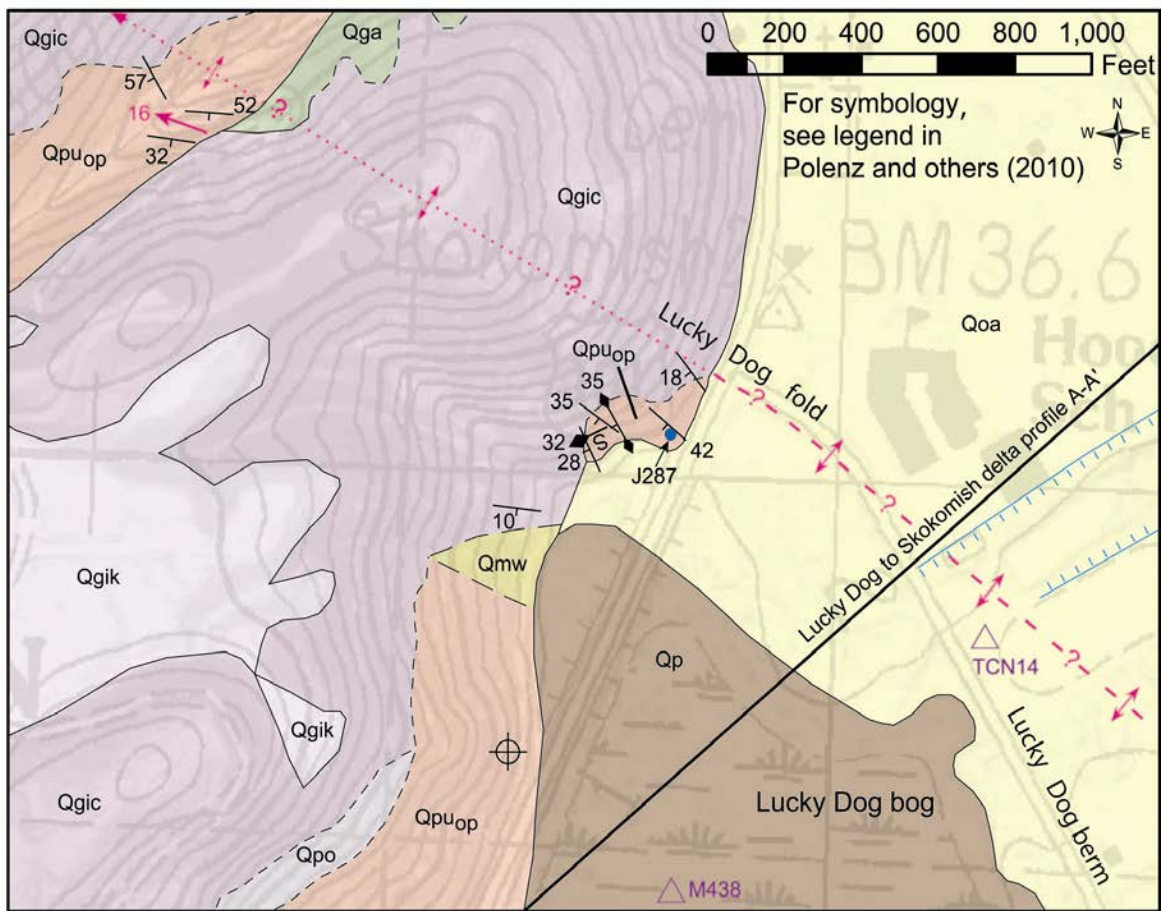 Qgic
Qga
0 200 400 600 800 1,000
Feet
For symbology,
see legend in
Polenz and others (2010)
N
W E
S
57
52
16
?
32
Qpuop
Qgic
Skokomish
BM 36.6
?
Qoa
Lucky Dog fold
Hoo
Sch
Qpuop
18
35
35
?
S
32
28
42
J287
?
10
Lucky Dog to Skokomish delta profile A-A'
Qmw
Qgik
TCN14
Qp
?
Qgik
Lucky Dog berm
Qgic
Qpuop
Lucky Dog bog
Qpo
M438